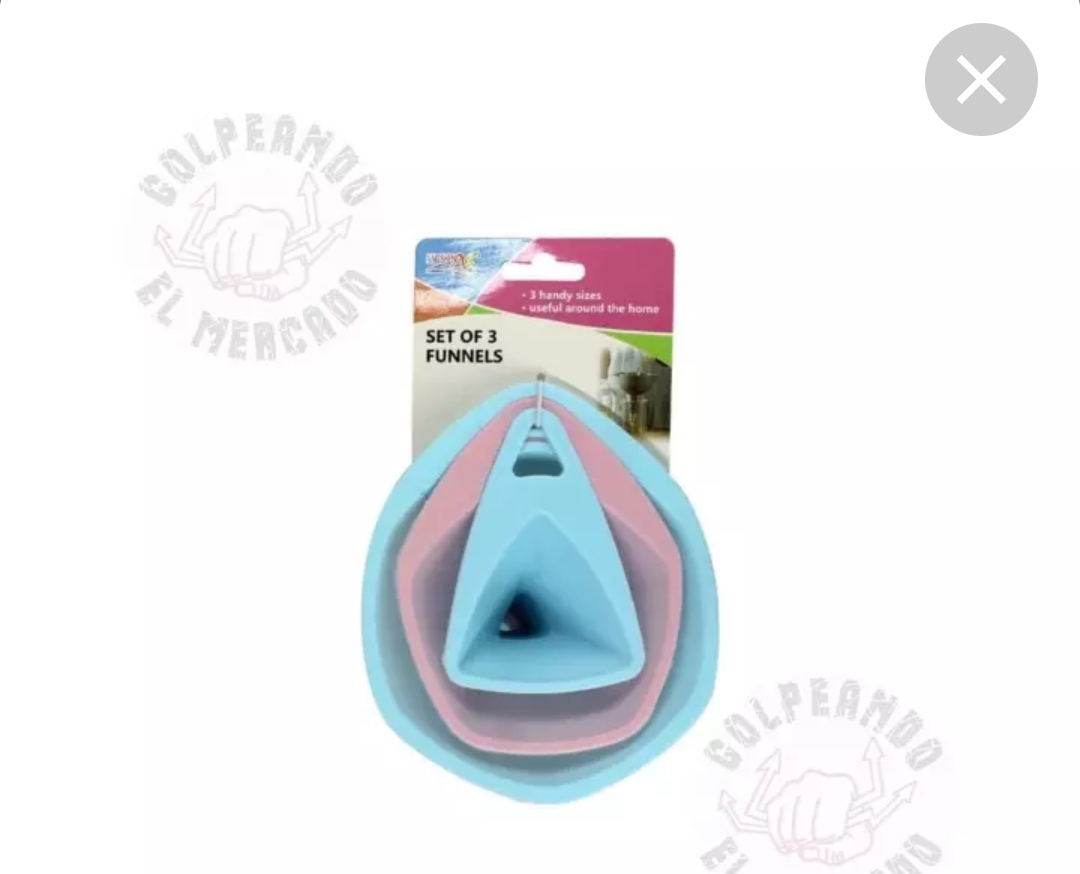 GOLPEANDO
EL MERCADO
• 3 handy sizes
• useful around the home
SET OF 3
FUNNELS
GOLPEANDO